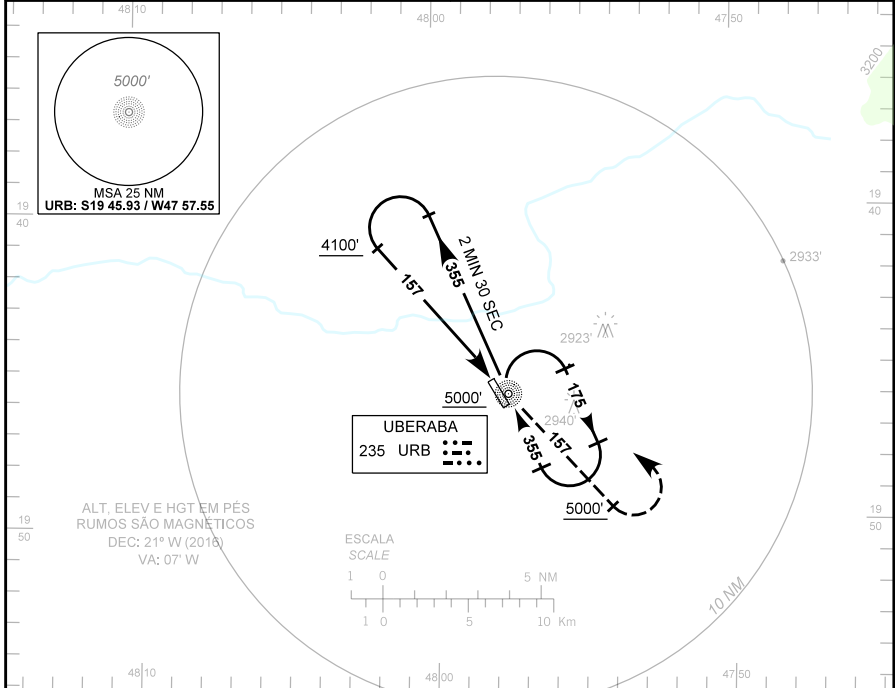 48 10
48 00
47 50
5000'
MSA 25 NM
URB: S19 45.93 / W47 57.55
3200
19
40
19
40
4100'
157
355
2 MIN 30 SEC
2933'
2923'
5000'
175
2940'
UBERABA
235 URB
355
157
5000'
ALT, ELEV E HGT EM PÉS
RUMOS SÃO MAGNÉTICOS
DEC: 21º W (2016)
VA: 07' W
19
50
19
50
ESCALA
SCALE
1 0 5 NM
1 0 5 10 Km
10 NM
48 10
48 00
47 50